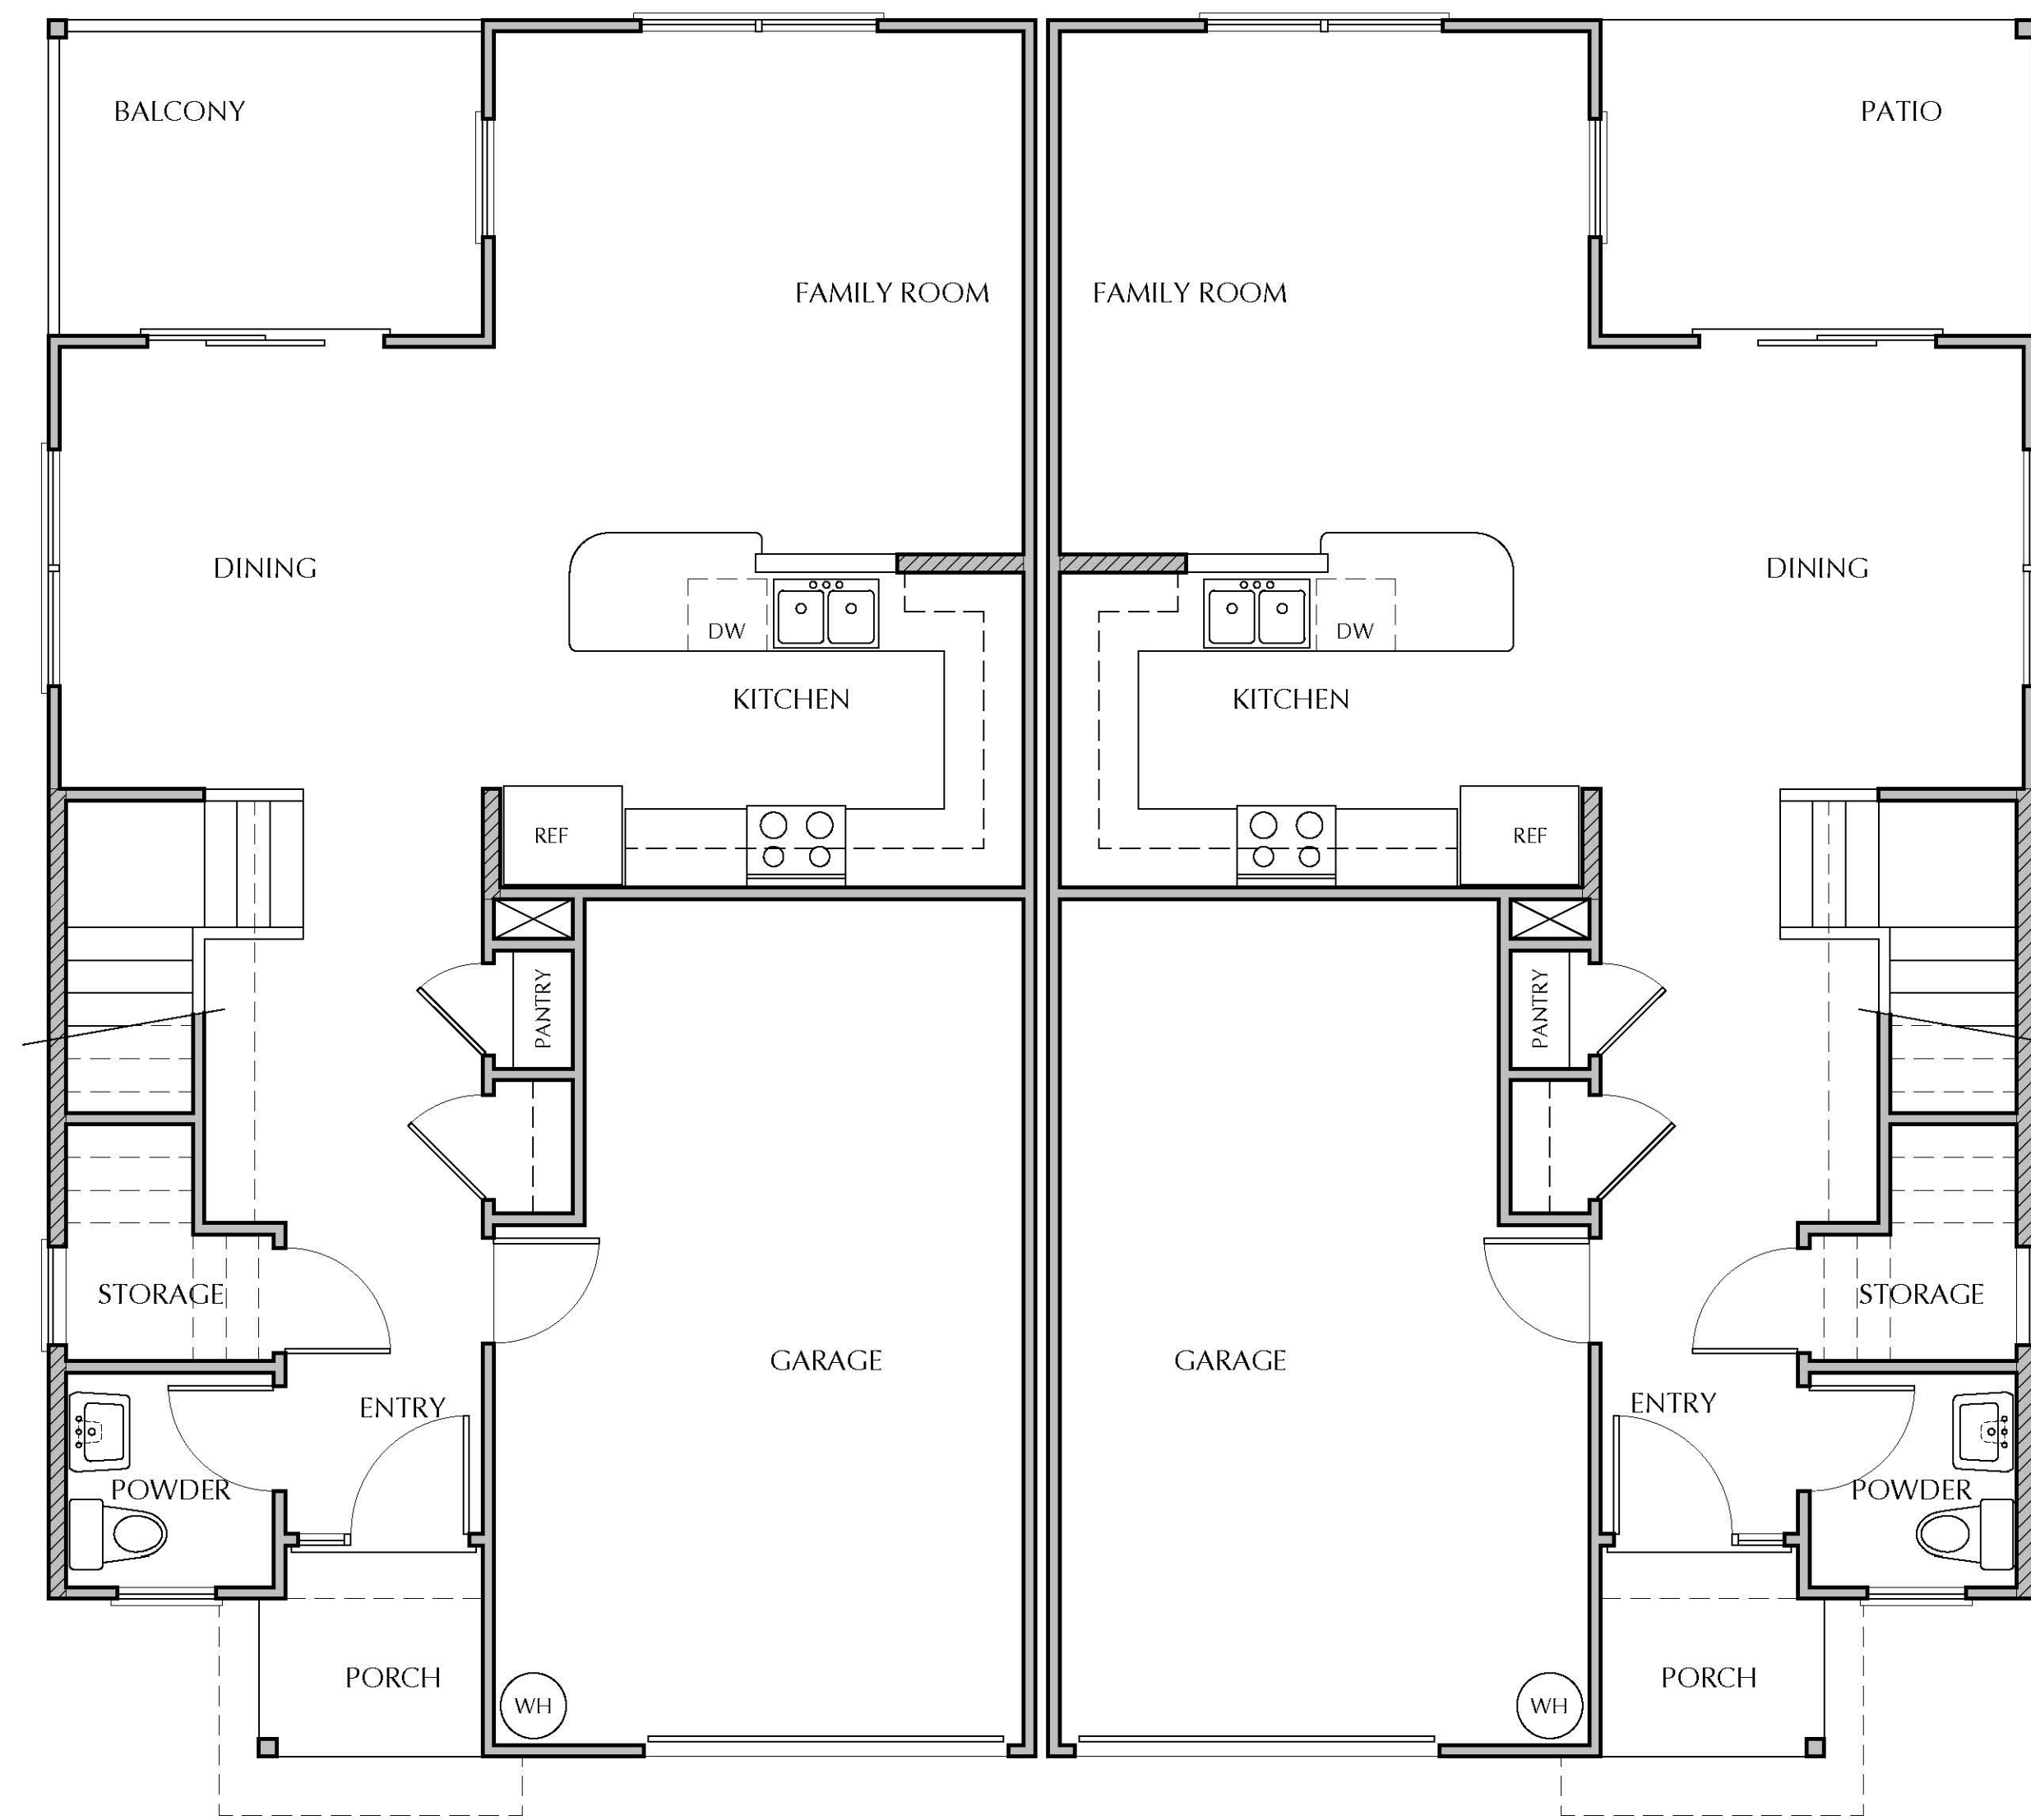 BALCONY
PATIO
FAMILY ROOM
FAMILY ROOM
DINING
DINING
DW
DW
KITCHEN
KITCHEN
REF
REF
PANTRY
PANTRY
STORAGE
STORAGE
GARAGE
GARAGE
ENTRY
ENTRY
POWDER
POWDER
PORCH
PORCH
WH
WH